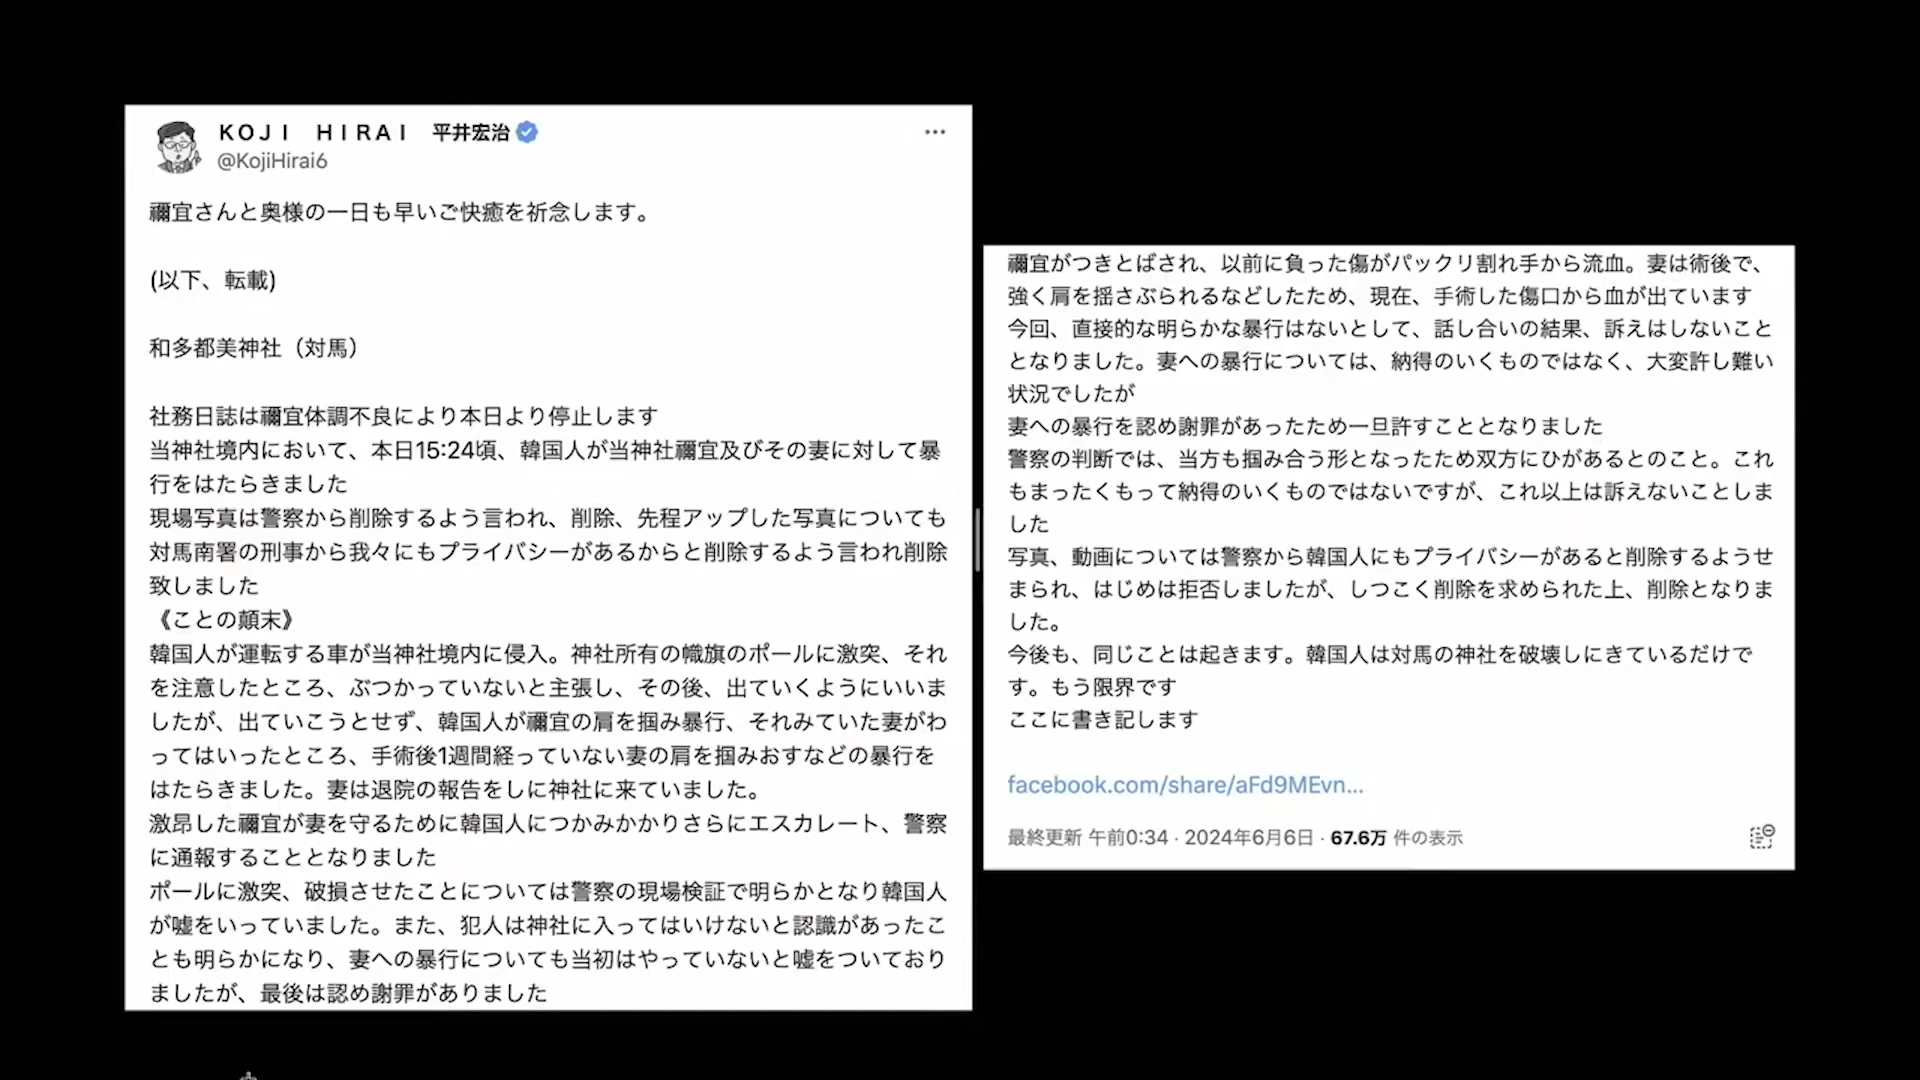 KOJI HIRAI 平井宏治
@KojiHirai6
禰宜さんと奥様の一日も早いご快癒を祈念します。
(以下、転載)
和多都美神社（対馬）
社務日誌は禰宜体調不良により本日より停止します
当神社境内において、本日15:24頃、韓国人が当神社禰宜及びその妻に対して暴
行をはたらきました
現場写真は警察から削除するよう言われ、削除、先程アップした写真についても
対馬南署の刑事から我々にもプライバシーがあるからと削除するよう言われ削除
致しました
《ことの顛末》
韓国人が運転する車が当神社境内に侵入。神社所有の幟旗のポールに激突、それ
を注意したところ、ぶつかっていないと主張し、その後、出ていくようにいいま
したが、出ていこうとせず、韓国人が禰宜の肩を掴み暴行、それみていた妻がわ
ってはいったところ、手術後1週間経っていない妻の肩を掴みおすなどの暴行を
はたらきました。妻は退院の報告をしに神社に来ていました。
激昂した禰宜が妻を守るために韓国人につかみかかりさらにエスカレート、警察
に通報することとなりました
ポールに激突、破損させたことについては警察の現場検証で明らかとなり韓国人
が嘘をいっていました。また、犯人は神社に入ってはいけないと認識があったこ
とも明らかになり、妻への暴行についても当初はやっていないと嘘をついており
ましたが、最後は認め謝罪がありました
禰宜がつきとばされ、以前に負った傷がパックリ割れ手から流血。妻は術後で、
強く肩を揺さぶられるなどしたため、現在、手術した傷口から血が出ています
今回、直接的な明らかな暴行はないとして、話し合いの結果、訴えはしないこと
となりました。妻への暴行については、納得のいくものではなく、大変許し難い
状況でしたが
妻への暴行を認め謝罪があったため一旦許すこととなりました
警察の判断では、当方も掴み合う形となったため双方にひがあるとのこと。これ
もまったくもって納得のいくものではないですが、これ以上は訴えないことしま
した
写真、動画については警察から韓国人にもプライバシーがあると削除するようせ
まられ、はじめは拒否しましたが、しつこく削除を求められた上、削除となりま
した。
今後も、同じことは起きます。韓国人は対馬の神社を破壊しにきているだけで
す。もう限界です
ここに書き記します
facebook.com/share/aFd9MEvn...
最終更新 午前0:34 · 2024年6月6日 · 67.6万 件の表示